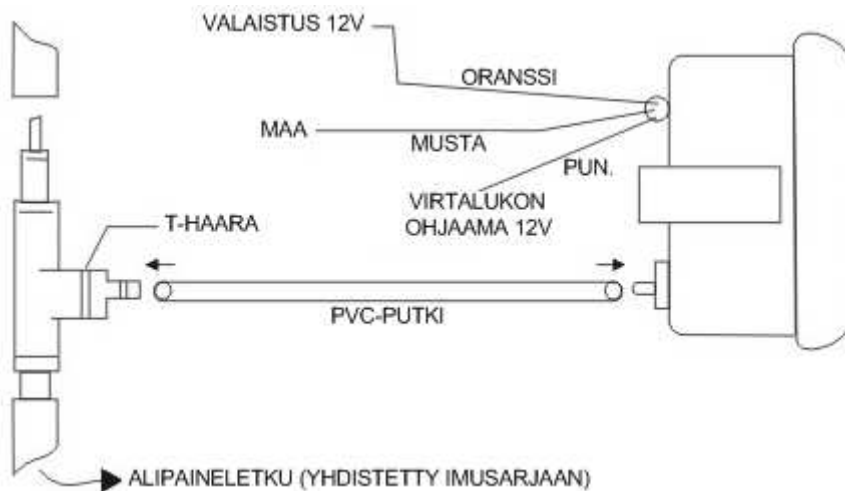 VALAISTUS 12V
ORANSSI
MAA
MUSTA
PUN.
VIRTALUKON
OHJAAMA 12V
T-HAARA
PVC-PUTKI
ALIPAINELETKU (YHDISTETTY IMUSARJAAN)